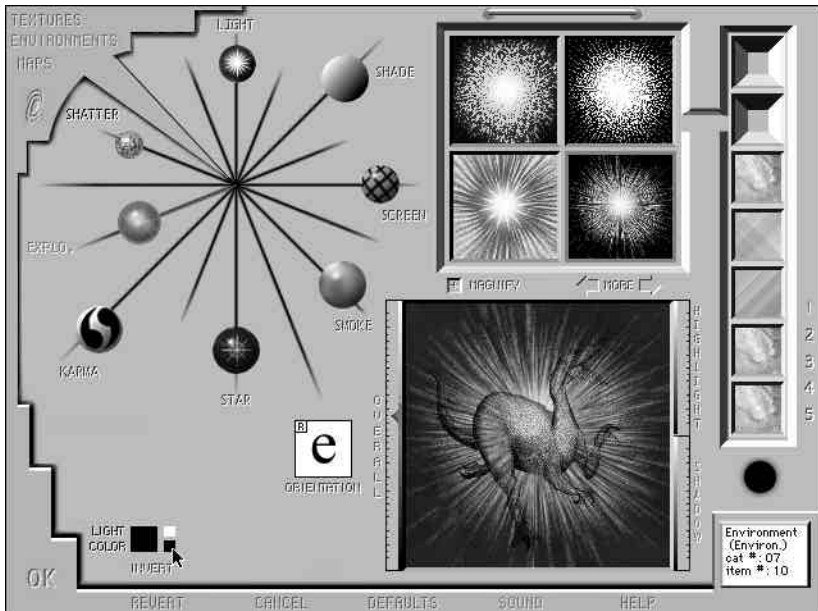 TEXTURES
ENVIRONMENTS
MAPS
LIGHT
SHADE
SHATTER
SCREEN
EXPLO.
SMOKE
KARMA
STAR
MAGNIFY
MORE
HIGHLIGHT
SHADOW
OVERALL
1
2
3
4
5
R
e
ORIENTATION
LIGHT
COLOR
INVERT
Environment
(Environ.)
cat #: 07
item #: 10
OK
REVERT
CANCEL
DEFAULTS
SOUND
HELP